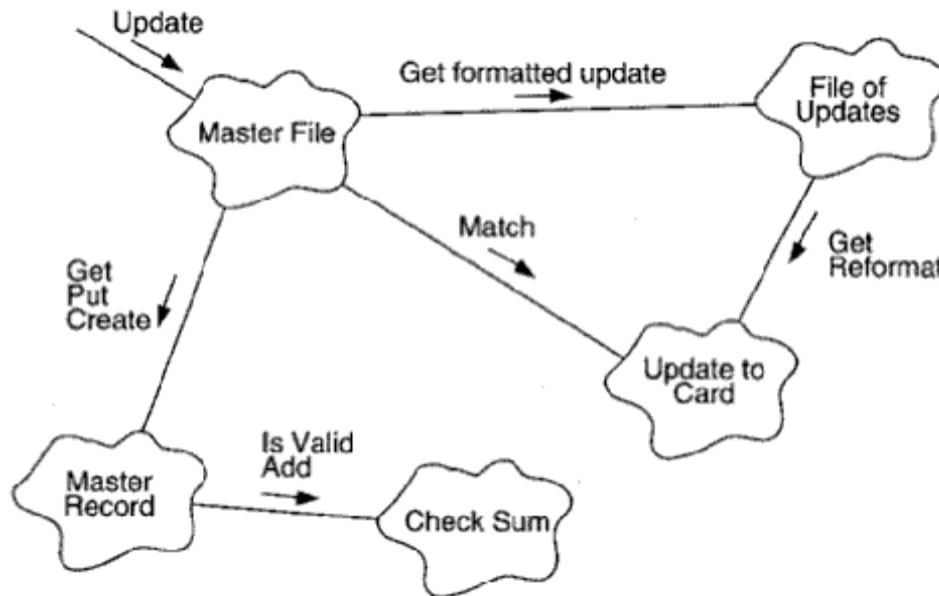 Update
Get formatted update
File of
Updates
Master File
Match
Get
Reformat
Get
Put
Create
Update to
Card
Is Valid
Add
Master
Record
Check Sum